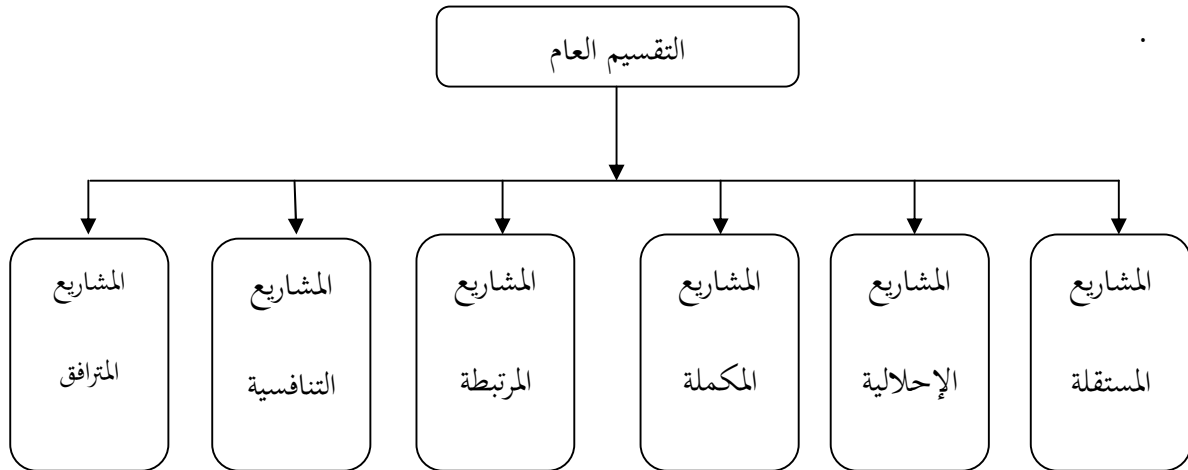 .
التقسيم العام
المشاريع
المستقلة
المشاريع
الإحلالية
المشاريع
المكملة
المشاريع
المرتبطة
المشاريع
التنافسية
المشاريع
المترافق